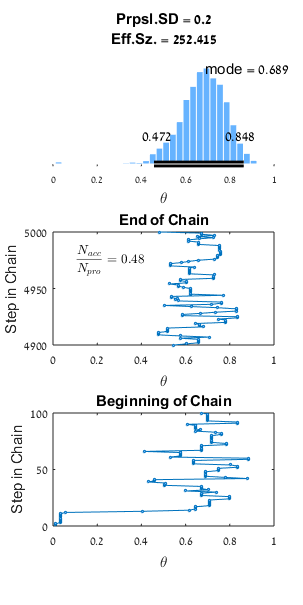 Prpsl.SD = 0.2
Eff.Sz. = 252.415
mode = 0.689
0.472 0.848
0 0.2 0.4 0.6 0.8 1
θ
End of Chain
5000
N_acc/N_pro = 0.48
4950
4900
Step in Chain
0 0.2 0.4 0.6 0.8 1
θ
Beginning of Chain
100
50
0
Step in Chain
0 0.2 0.4 0.6 0.8 1
θ